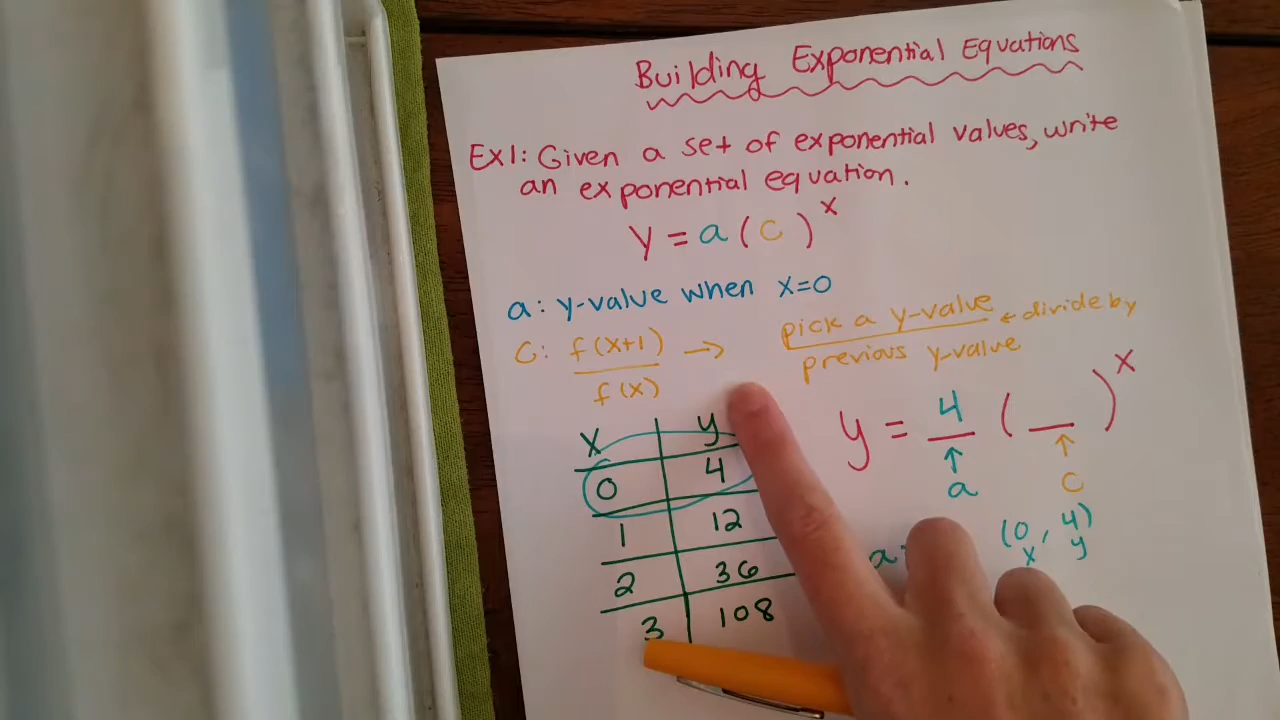 Building Exponential Equations
Ex1: Given a set of exponential values, write
an exponential equation.
y = a ( c )^x
a: y-value when x=0
c: f(x+1) / f(x) → pick a y-value / previous y-value ← divide by
x y
0 4
1 12
2 36
3 108
y = 4 ( __ )^x
↑ ↑
a c
a (0, 4)
x y